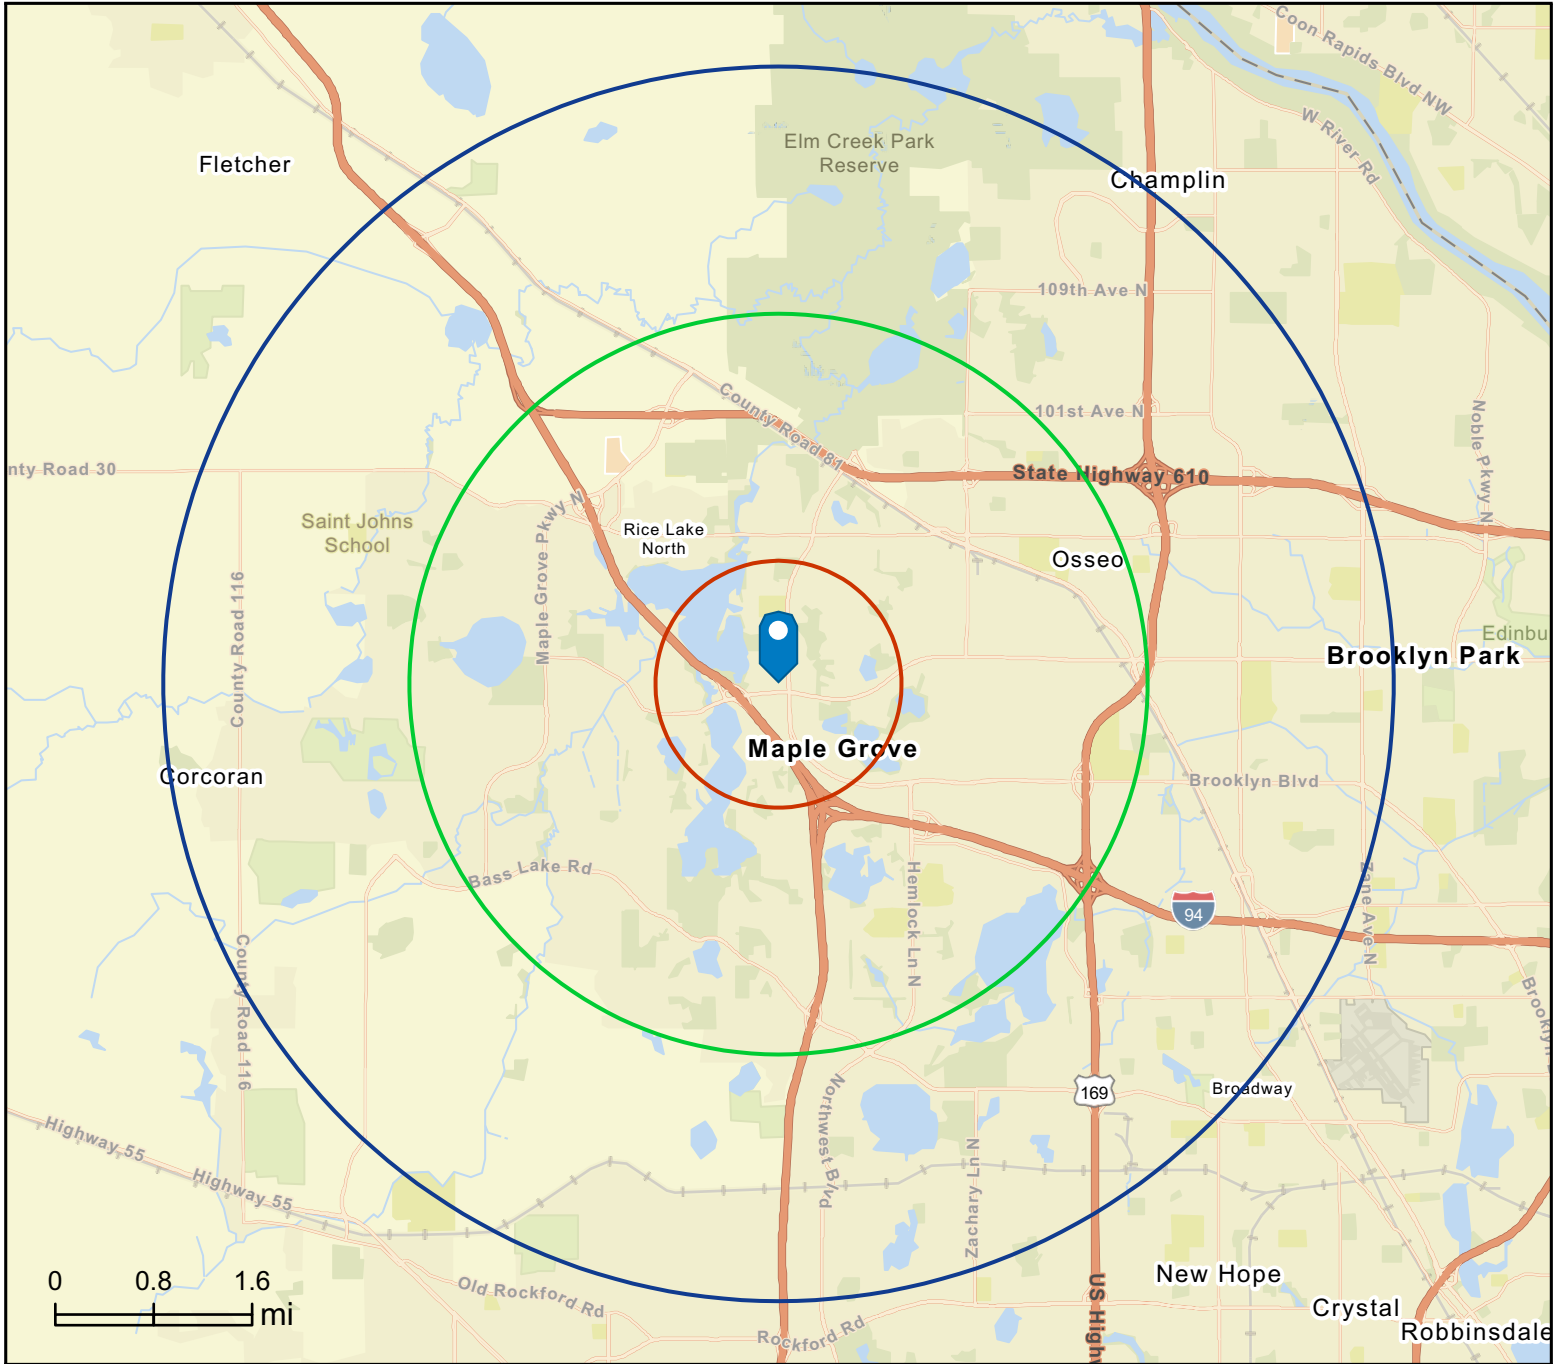 Coon Rapids Blvd NW
W River Rd
Elm Creek Park
Reserve
Fletcher
Champlin
109th Ave N
County Road 81
101st Ave N
Noble Pkwy N
nty Road 30
State Highway 610
Saint Johns
School
Maple Grove Pkwy N
Rice Lake
North
Osseo
County Road 116
Edinbu
Brooklyn Park
Maple Grove
Corcoran
Brooklyn Blvd
Bass Lake Rd
Hemlock Ln N
Zane Ave N
94
County Road 116
Brooklyn
169
Broadway
Northwest Blvd
Highway 55
Highway 55
Zachary Ln N
Old Rockford Rd
Rockford Rd
US High
New Hope
Crystal
Robbinsdale
0 0.8 1.6
mi